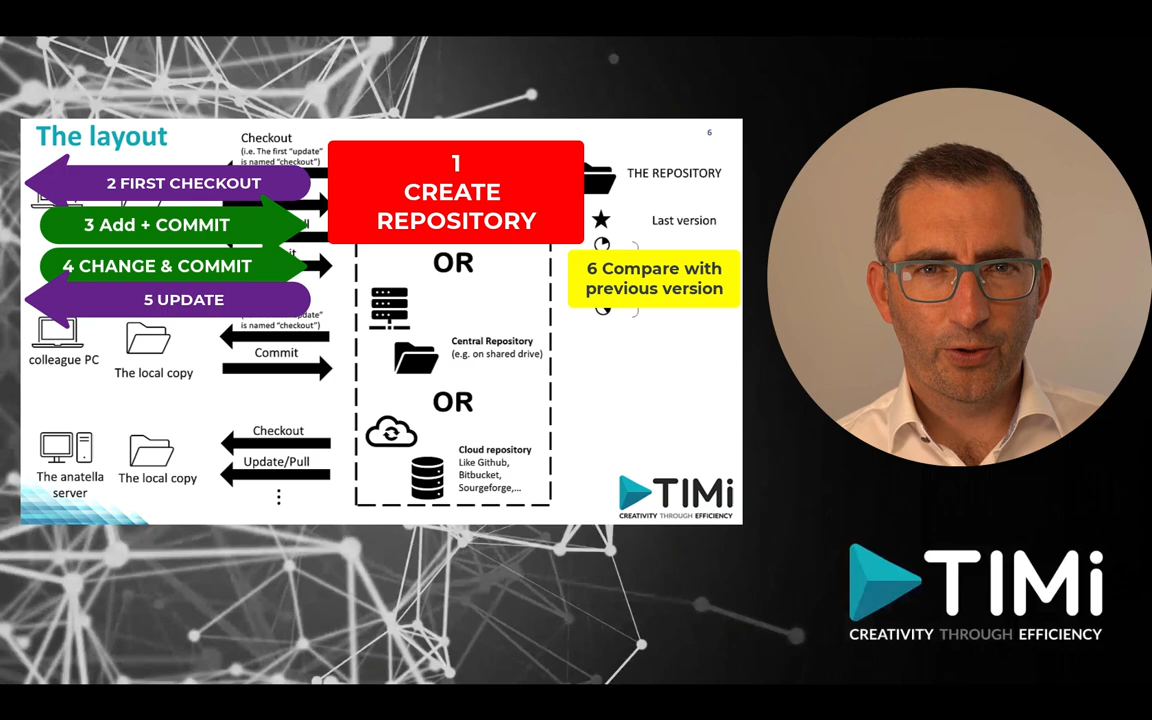 The layout
6
Checkout
(i.e. The first “update”
is named “checkout”)
2 FIRST CHECKOUT
3 Add + COMMIT
4 CHANGE & COMMIT
5 UPDATE
1
CREATE
REPOSITORY
THE REPOSITORY
Last version
6 Compare with
previous version
OR
is named “checkout”)
colleague PC
The local copy
Commit
Central Repository
(e.g. on shared drive)
OR
Checkout
Update/Pull
The anatella
server
The local copy
Cloud repository
Like Github,
Bitbucket,
Sourgeforge,...
TIMi
CREATIVITY THROUGH EFFICIENCY
TIMi
CREATIVITY THROUGH EFFICIENCY